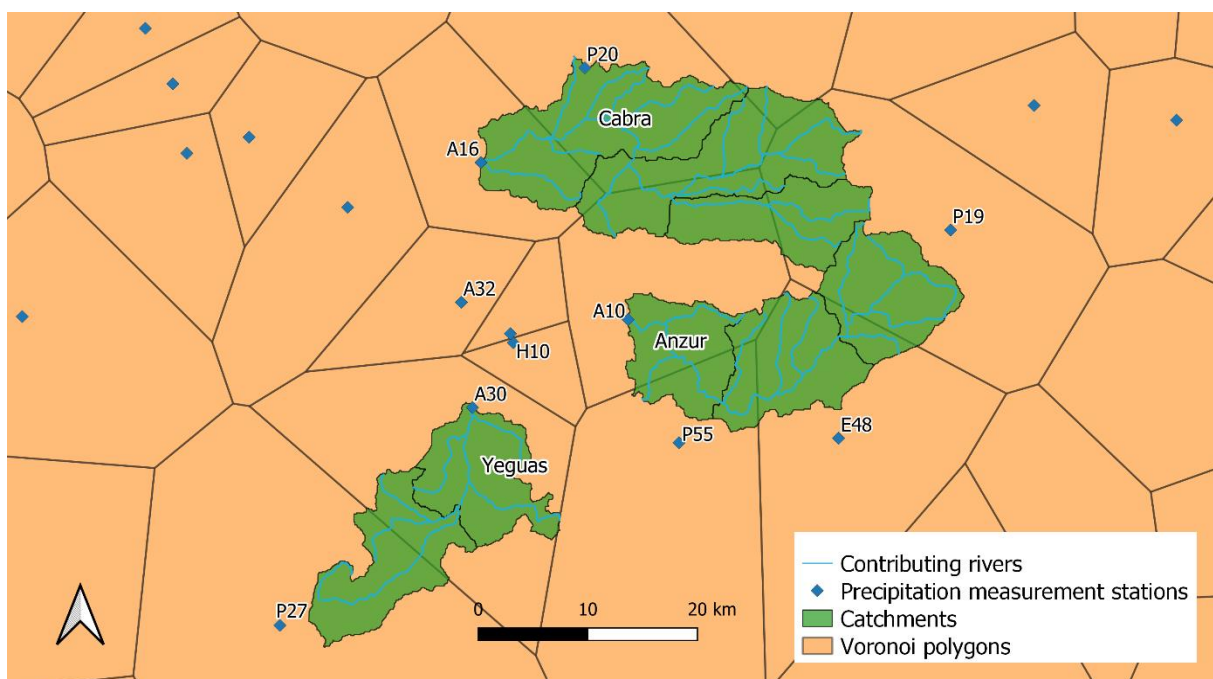 P20
Cabra
A16
P19
A32
A10
H10
Anzur
A30
P55
E48
Yeguas
P27
0 10 20 km
Contributing rivers
Precipitation measurement stations
Catchments
Voronoi polygons